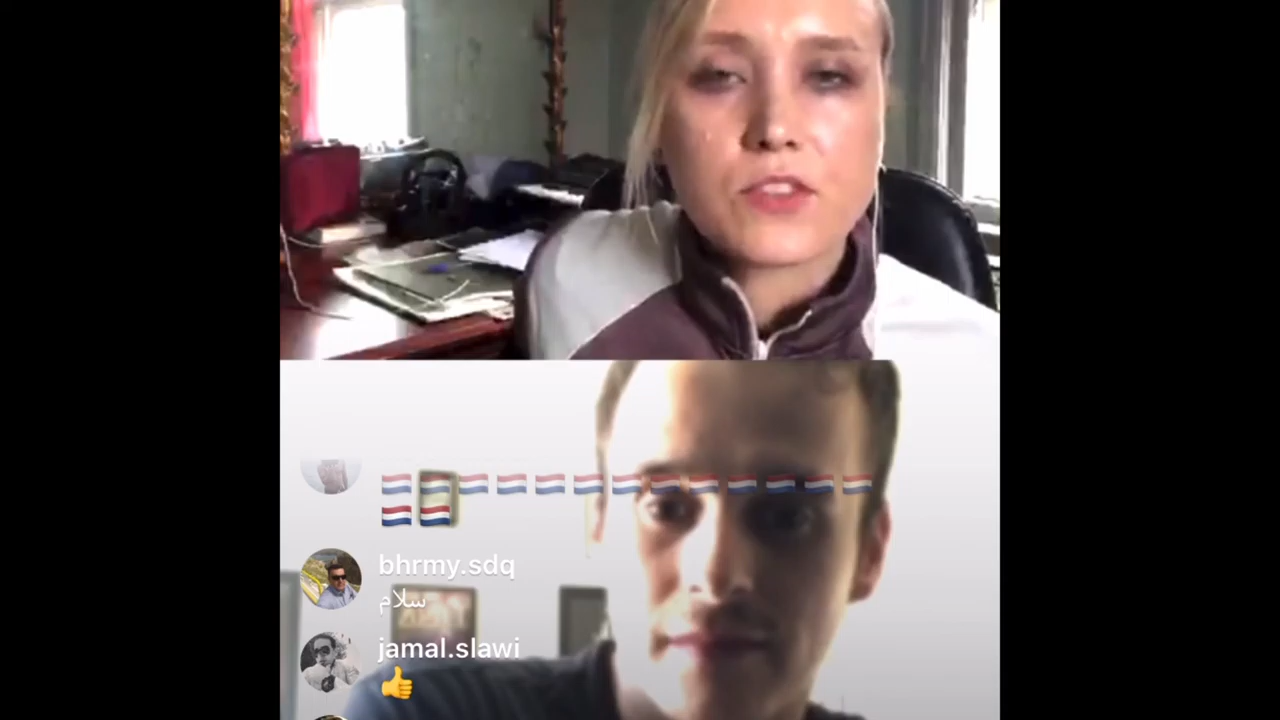 🇳🇱🇳🇱🇳🇱🇳🇱🇳🇱🇳🇱🇳🇱🇳🇱🇳🇱🇳🇱🇳🇱🇳🇱🇳🇱
🇳🇱🇳🇱
bhrmy.sdq
سلام
jamal.slawi
👍